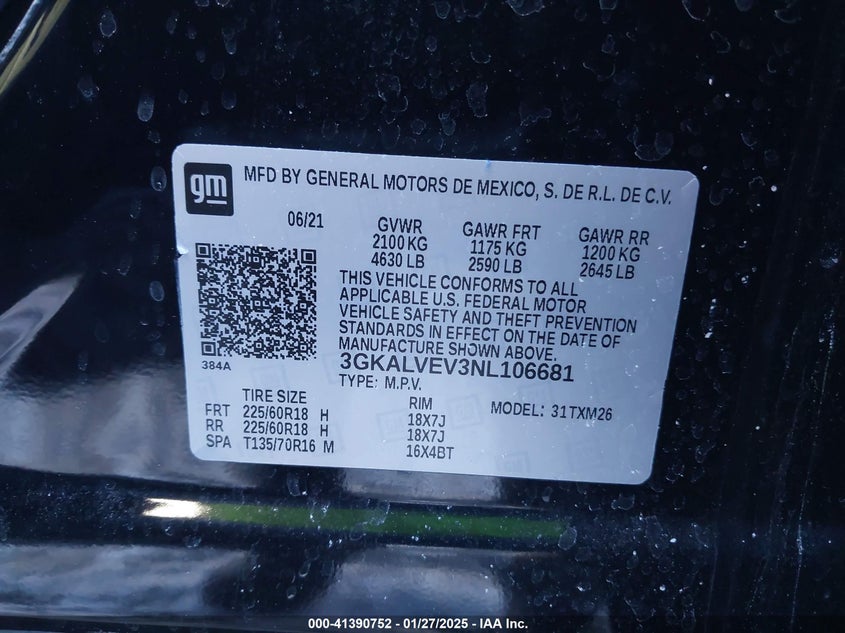 gm
MFD BY GENERAL MOTORS DE MEXICO, S. DE R.L. DE C.V.
06/21 GVWR GAWR FRT GAWR RR
2100 KG 1175 KG 1200 KG
4630 LB 2590 LB 2645 LB
THIS VEHICLE CONFORMS TO ALL
APPLICABLE U.S. FEDERAL MOTOR
VEHICLE SAFETY AND THEFT PREVENTION
STANDARDS IN EFFECT ON THE DATE OF
MANUFACTURE SHOWN ABOVE.
384A
3GKALVEV3NL106681
TYPE: M.P.V.
TIRE SIZE RIM MODEL: 31TXM26
FRT 225/60R18 H 18X7J
RR 225/60R18 H 18X7J
SPA T135/70R16 M 16X4BT
000-41390752 - 01/27/2025 - IAA Inc.